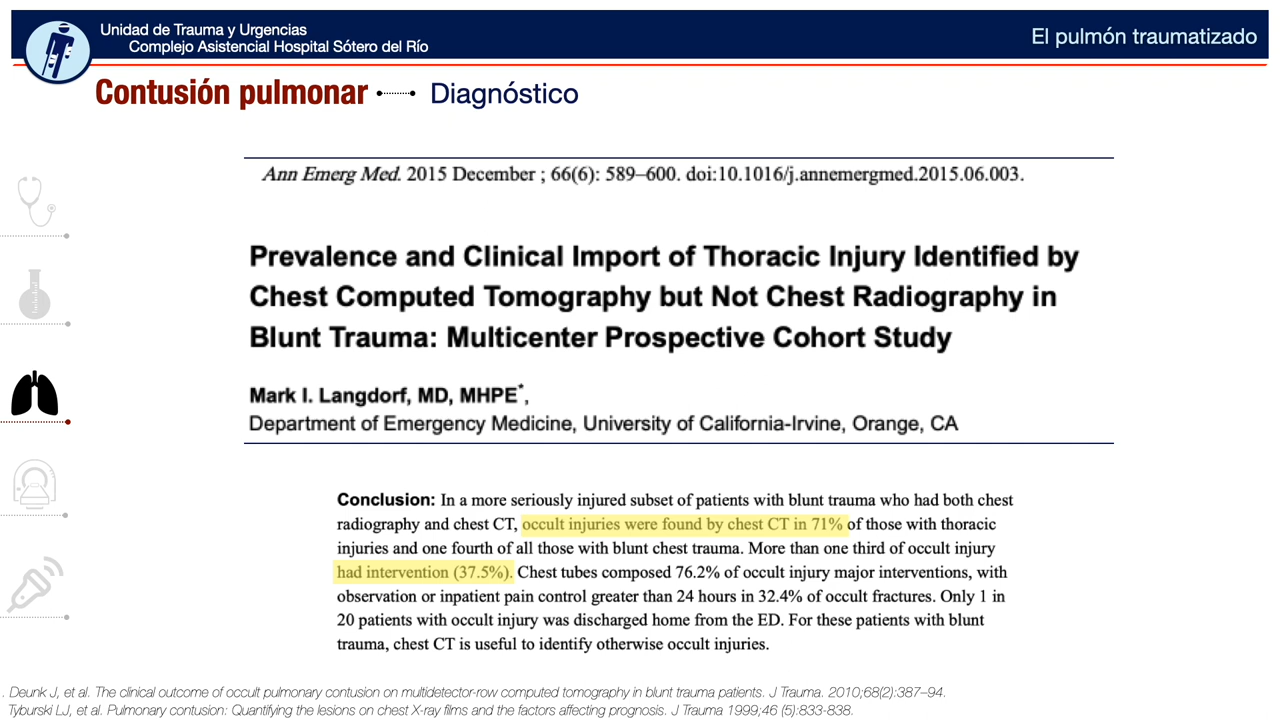 Unidad de Trauma y Urgencias
Complejo Asistencial Hospital Sótero del Río
El pulmón traumatizado
Contusión pulmonar
Diagnóstico
Ann Emerg Med. 2015 December ; 66(6): 589–600. doi:10.1016/j.annemergmed.2015.06.003.
Prevalence and Clinical Import of Thoracic Injury Identified by
Chest Computed Tomography but Not Chest Radiography in
Blunt Trauma: Multicenter Prospective Cohort Study
Mark I. Langdorf, MD, MHPE*,
Department of Emergency Medicine, University of California-Irvine, Orange, CA
Conclusion: In a more seriously injured subset of patients with blunt trauma who had both chest
radiography and chest CT, occult injuries were found by chest CT in 71% of those with thoracic
injuries and one fourth of all those with blunt chest trauma. More than one third of occult injury
had intervention (37.5%). Chest tubes composed 76.2% of occult injury major interventions, with
observation or inpatient pain control greater than 24 hours in 32.4% of occult fractures. Only 1 in
20 patients with occult injury was discharged home from the ED. For these patients with blunt
trauma, chest CT is useful to identify otherwise occult injuries.
. Deunk J, et al. The clinical outcome of occult pulmonary contusion on multidetector-row computed tomography in blunt trauma patients. J Trauma. 2010;68(2):387–94.
Tyburski LJ, et al. Pulmonary contusion: Quantifying the lesions on chest X-ray films and the factors affecting prognosis. J Trauma 1999;46 (5):833-838.